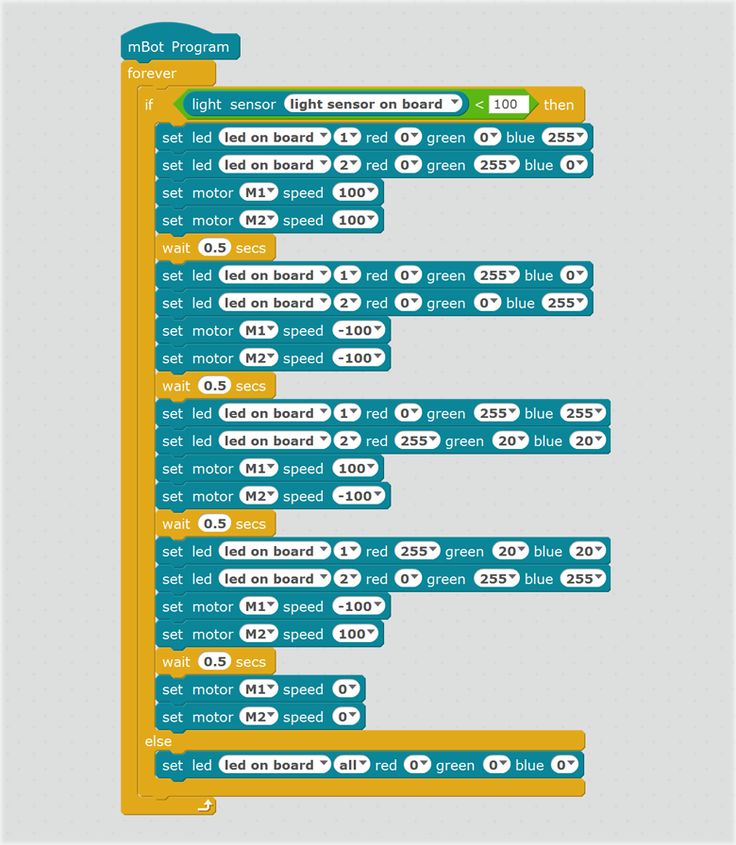 mBot Program
forever
if light sensor light sensor on board < 100 then
set led led on board 1 red 0 green 0 blue 255
set led led on board 2 red 0 green 255 blue 0
set motor M1 speed 100
set motor M2 speed 100
wait 0.5 secs
set led led on board 1 red 0 green 255 blue 0
set led led on board 2 red 0 green 0 blue 255
set motor M1 speed -100
set motor M2 speed -100
wait 0.5 secs
set led led on board 1 red 0 green 255 blue 255
set led led on board 2 red 255 green 20 blue 20
set motor M1 speed 100
set motor M2 speed -100
wait 0.5 secs
set led led on board 1 red 255 green 20 blue 20
set led led on board 2 red 0 green 255 blue 255
set motor M1 speed -100
set motor M2 speed 100
wait 0.5 secs
set motor M1 speed 0
set motor M2 speed 0
else
set led led on board all red 0 green 0 blue 0